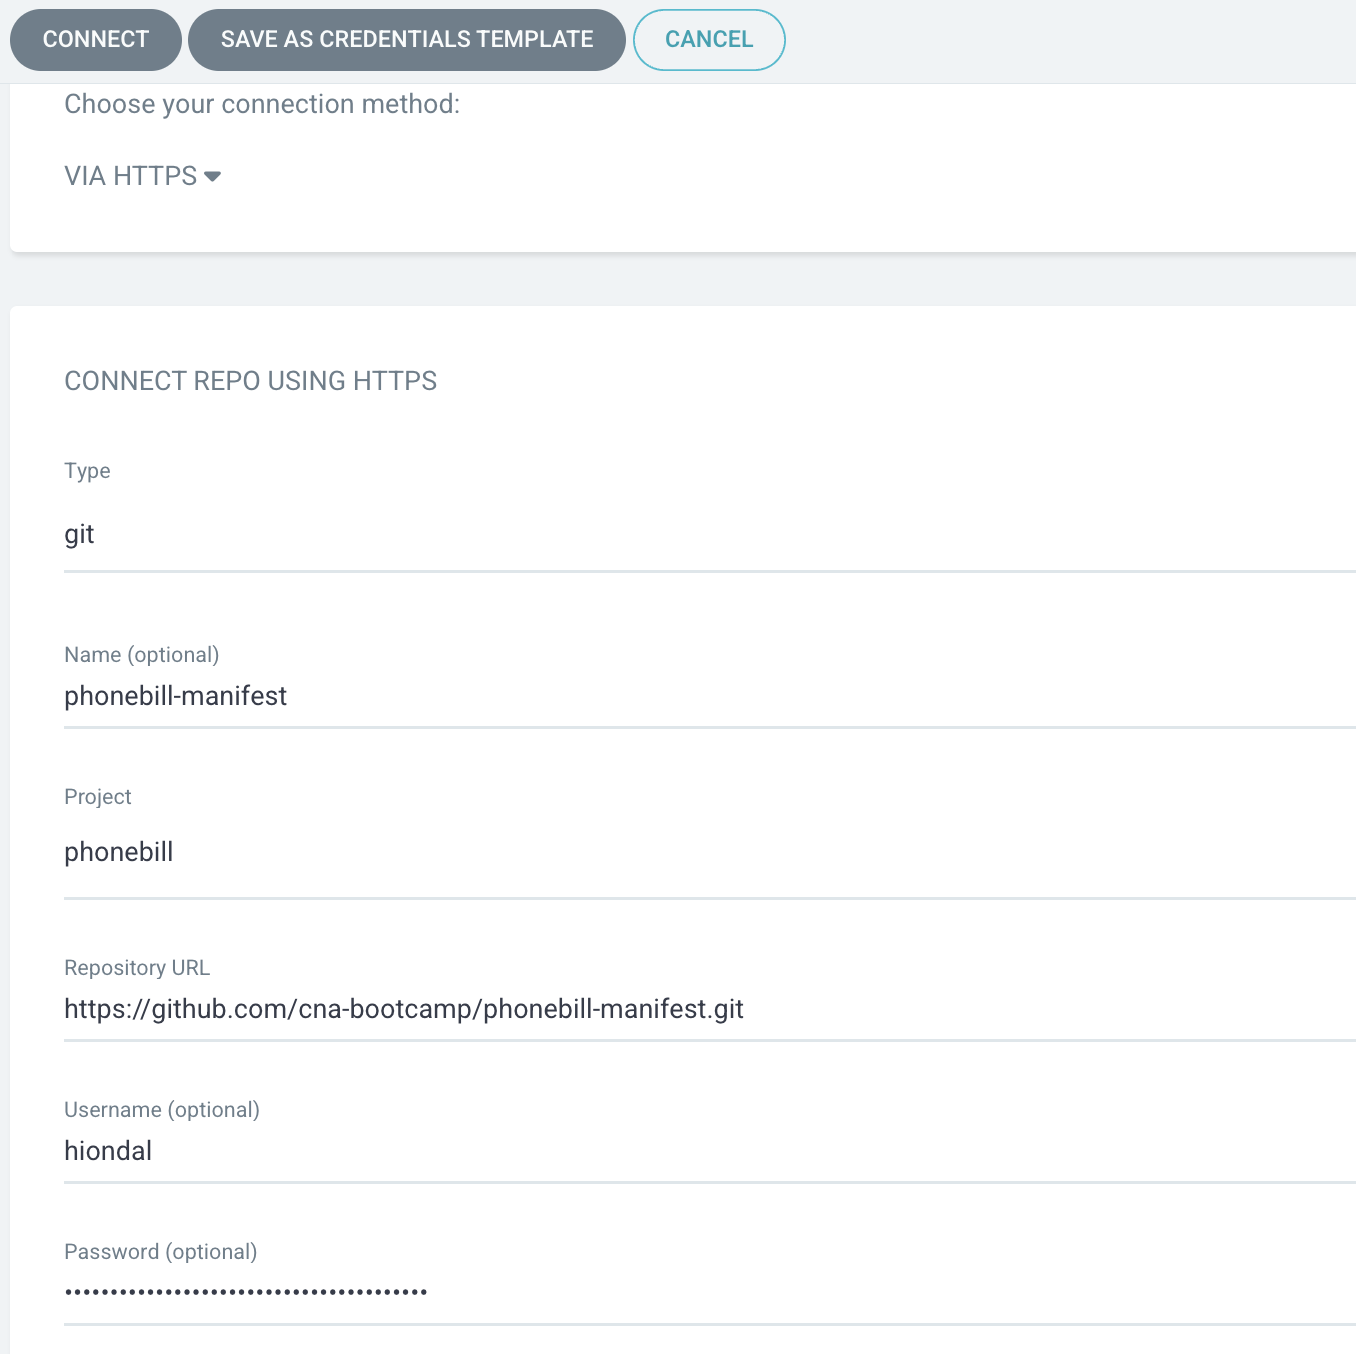 CONNECT SAVE AS CREDENTIALS TEMPLATE CANCEL
Choose your connection method:
VIA HTTPS
CONNECT REPO USING HTTPS
Type
git
Name (optional)
phonebill-manifest
Project
phonebill
Repository URL
https://github.com/cna-bootcamp/phonebill-manifest.git
Username (optional)
hiondal
Password (optional)
••••••••••••••••••••••••••••••••••••••••